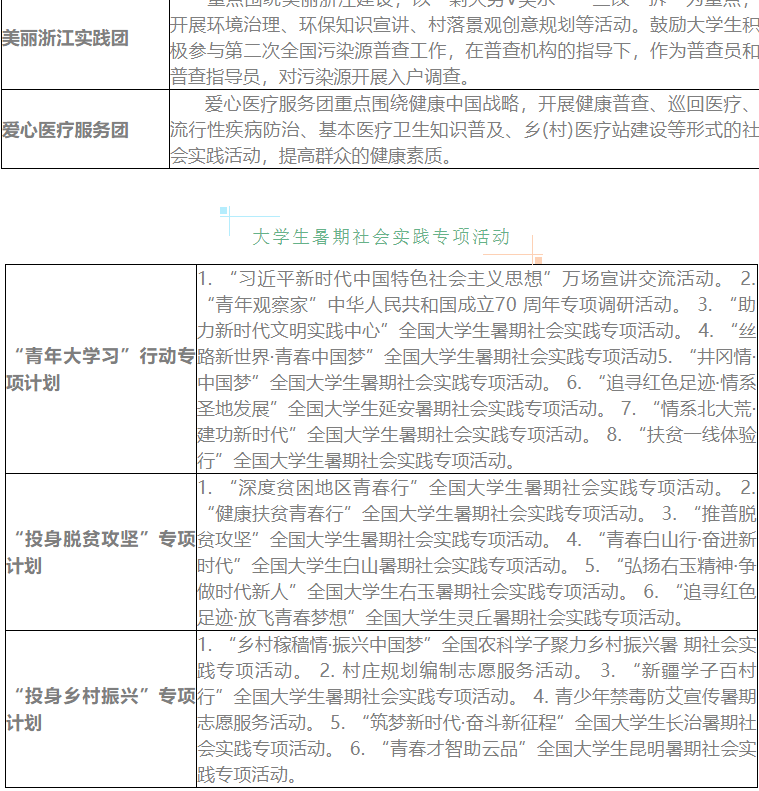 美丽浙江实践团
开展环境治理、环保知识宣讲、村落景观创意规划等活动。鼓励大学生积
极参与第二次全国污染源普查工作，在普查机构的指导下，作为普查员和
普查指导员，对污染源开展入户调查。
爱心医疗服务团
爱心医疗服务团重点围绕健康中国战略，开展健康普查、巡回医疗、
流行性疾病防治、基本医疗卫生知识普及、乡(村)医疗站建设等形式的社
会实践活动，提高群众的健康素质。
大学生暑期社会实践专项活动
“青年大学习”行动专
项计划
1. “习近平新时代中国特色社会主义思想”万场宣讲交流活动。 2.
“青年观察家”中华人民共和国成立70 周年专项调研活动。 3. “助
力新时代文明实践中心”全国大学生暑期社会实践专项活动。 4. “丝
路新世界·青春中国梦”全国大学生暑期社会实践专项活动5. “井冈情·
中国梦”全国大学生暑期社会实践专项活动。 6. “追寻红色足迹·情系
圣地发展”全国大学生延安暑期社会实践专项活动。 7. “情系北大荒·
建功新时代”全国大学生暑期社会实践专项活动。 8. “扶贫一线体验
行”全国大学生暑期社会实践专项活动。
“投身脱贫攻坚”专项
计划
1. “深度贫困地区青春行”全国大学生暑期社会实践专项活动。 2.
“健康扶贫青春行”全国大学生暑期社会实践专项活动。 3. “推普脱
贫攻坚”全国大学生暑期社会实践专项活动。 4. “青春白山行·奋进新
时代”全国大学生白山暑期社会实践专项活动。 5. “弘扬右玉精神·争
做时代新人”全国大学生右玉暑期社会实践专项活动。 6. “追寻红色
足迹·放飞青春梦想”全国大学生灵丘暑期社会实践专项活动。
“投身乡村振兴”专项
计划
1. “乡村稼穑情·振兴中国梦”全国农科学子聚力乡村振兴暑 期社会实
践专项活动。 2. 村庄规划编制志愿服务活动。 3. “新疆学子百村
行”全国大学生暑期社会实践专项活动。 4. 青少年禁毒防艾宣传暑期
志愿服务活动。 5. “筑梦新时代·奋斗新征程”全国大学生长治暑期社
会实践专项活动。 6. “青春才智助云品”全国大学生昆明暑期社会实
践专项活动。